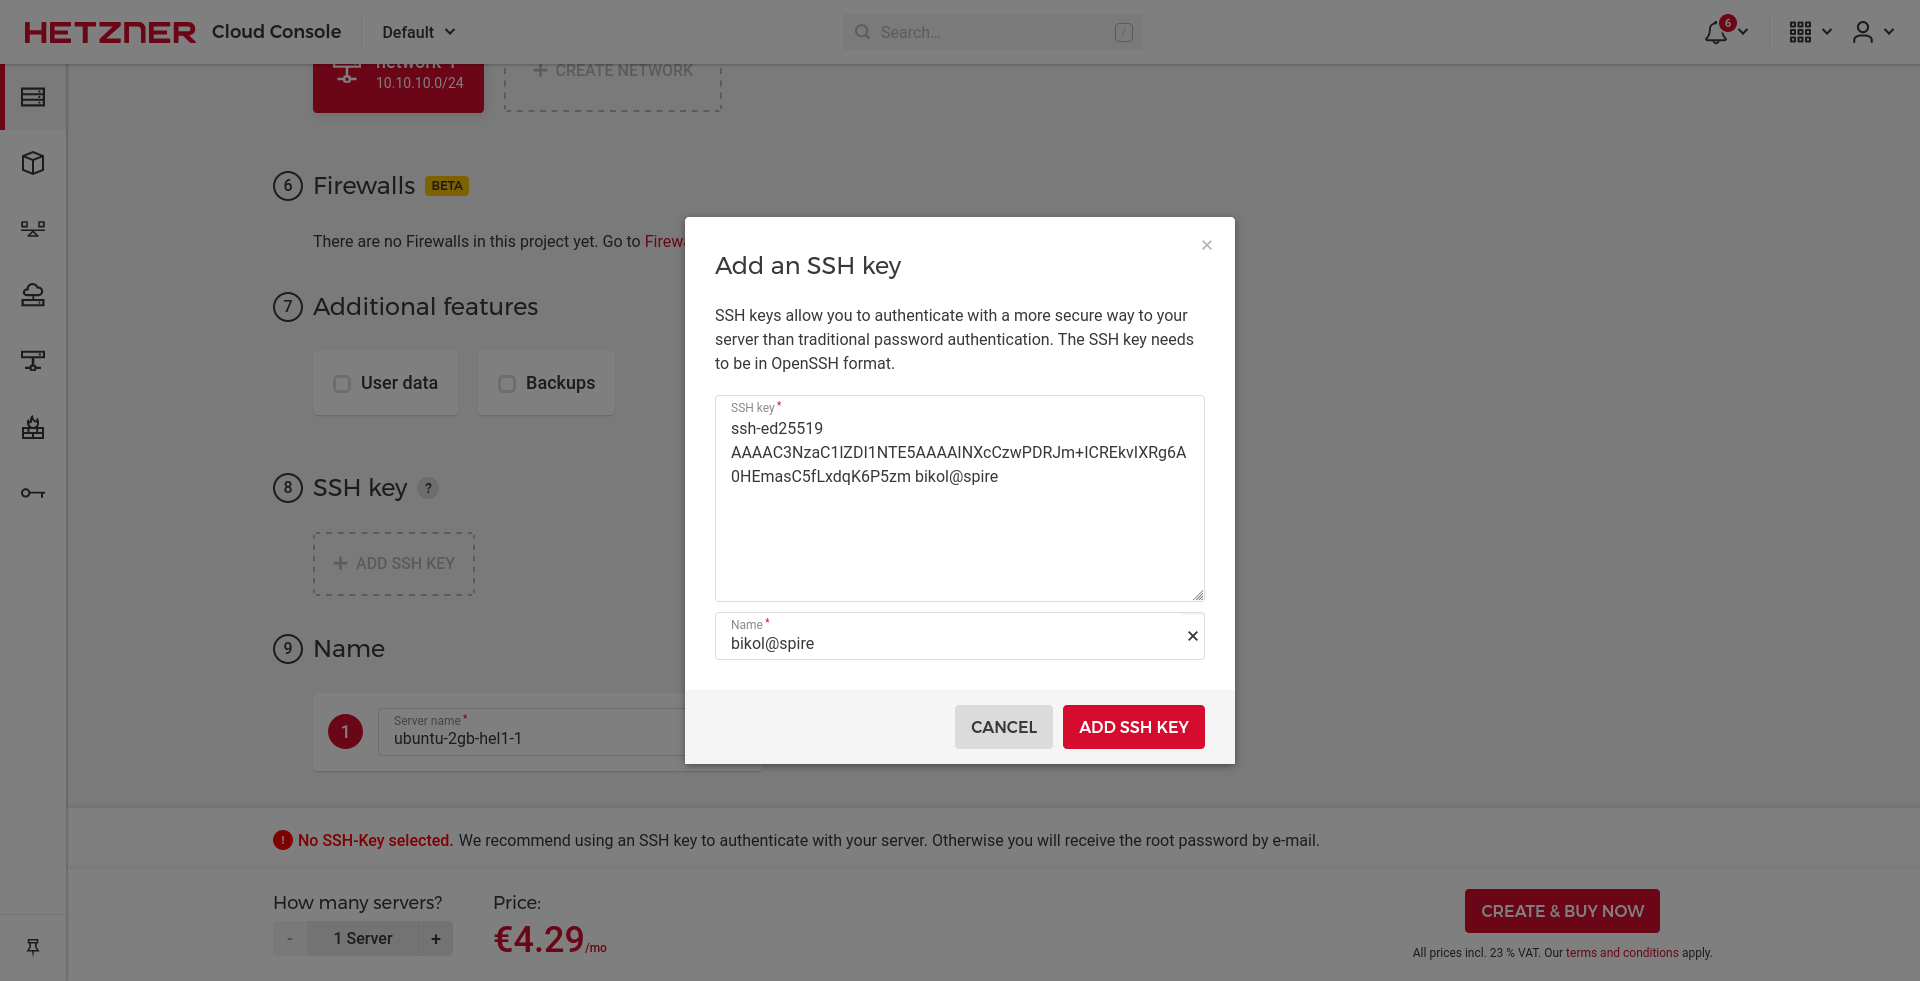 HETZNER Cloud Console
Default
Search...
/
6
network-1
10.10.10.0/24
+ CREATE NETWORK
6 Firewalls BETA
There are no Firewalls in this project yet. Go to Firewa
7 Additional features
User data
Backups
8 SSH key ?
+ ADD SSH KEY
9 Name
1
Server name *
ubuntu-2gb-hel1-1
×
Add an SSH key
SSH keys allow you to authenticate with a more secure way to your
server than traditional password authentication. The SSH key needs
to be in OpenSSH format.
SSH key *
ssh-ed25519
AAAAC3NzaC1lZDI1NTE5AAAAINXcCzwPDRJm+ICREkvIXRg6A
0HEmasC5fLxdqK6P5zm bikol@spire
Name *
bikol@spire
CANCEL
ADD SSH KEY
! No SSH-Key selected. We recommend using an SSH key to authenticate with your server. Otherwise you will receive the root password by e-mail.
How many servers?
- 1 Server +
Price:
€4.29/mo
CREATE & BUY NOW
All prices incl. 23 % VAT. Our terms and conditions apply.